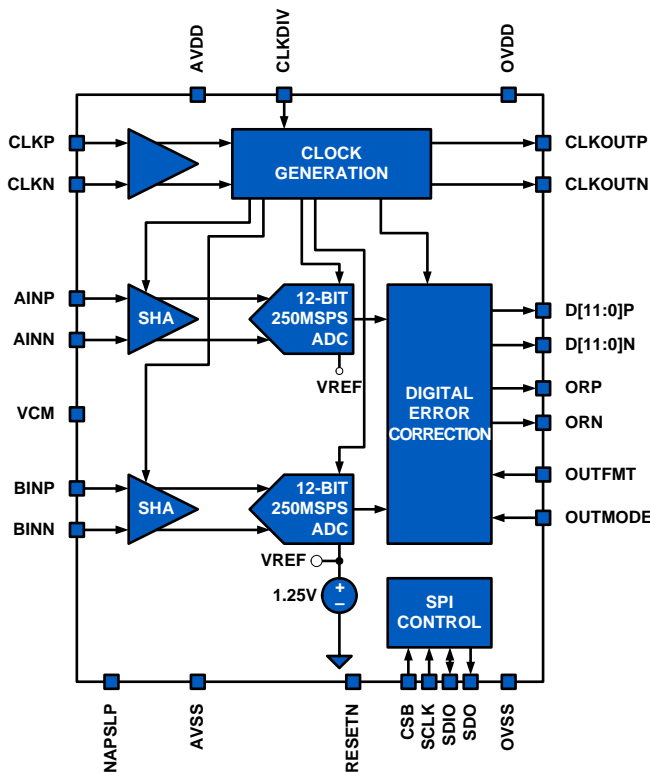 AVDD
CLKDIV
OVDD
CLKP
CLKN
CLOCK
GENERATION
CLKOUTP
CLKOUTN
AINP
AINN
SHA
12-BIT
250MSPS
ADC
VREF
D[11:0]P
D[11:0]N
ORP
ORN
DIGITAL
ERROR
CORRECTION
VCM
OUTFMT
OUTMODE
BINP
BINN
SHA
12-BIT
250MSPS
ADC
VREF
1.25V
+
–
SPI
CONTROL
NAPSLP
AVSS
RESETN
CSB
SCLK
SDIO
SDO
OVSS